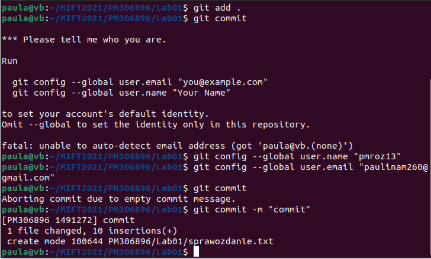 paula@vb:~/MIFT2021/PM306896/Lab01$ git add .
paula@vb:~/MIFT2021/PM306896/Lab01$ git commit
*** Please tell me who you are.
Run
git config --global user.email "you@example.com"
git config --global user.name "Your Name"
to set your account's default identity.
Omit --global to set the identity only in this repository.
fatal: unable to auto-detect email address (got 'paula@vb.(none)')
paula@vb:~/MIFT2021/PM306896/Lab01$ git config --global user.name "pmroz13"
paula@vb:~/MIFT2021/PM306896/Lab01$ git config --global user.email "paulinam260@
gmail.com"
paula@vb:~/MIFT2021/PM306896/Lab01$ git commit
Aborting commit due to empty commit message.
paula@vb:~/MIFT2021/PM306896/Lab01$ git commit -m "commit"
[PM306896 1491272] commit
1 file changed, 10 insertions(+)
create mode 100644 PM306896/Lab01/sprawozdanie.txt
paula@vb:~/MIFT2021/PM306896/Lab01$